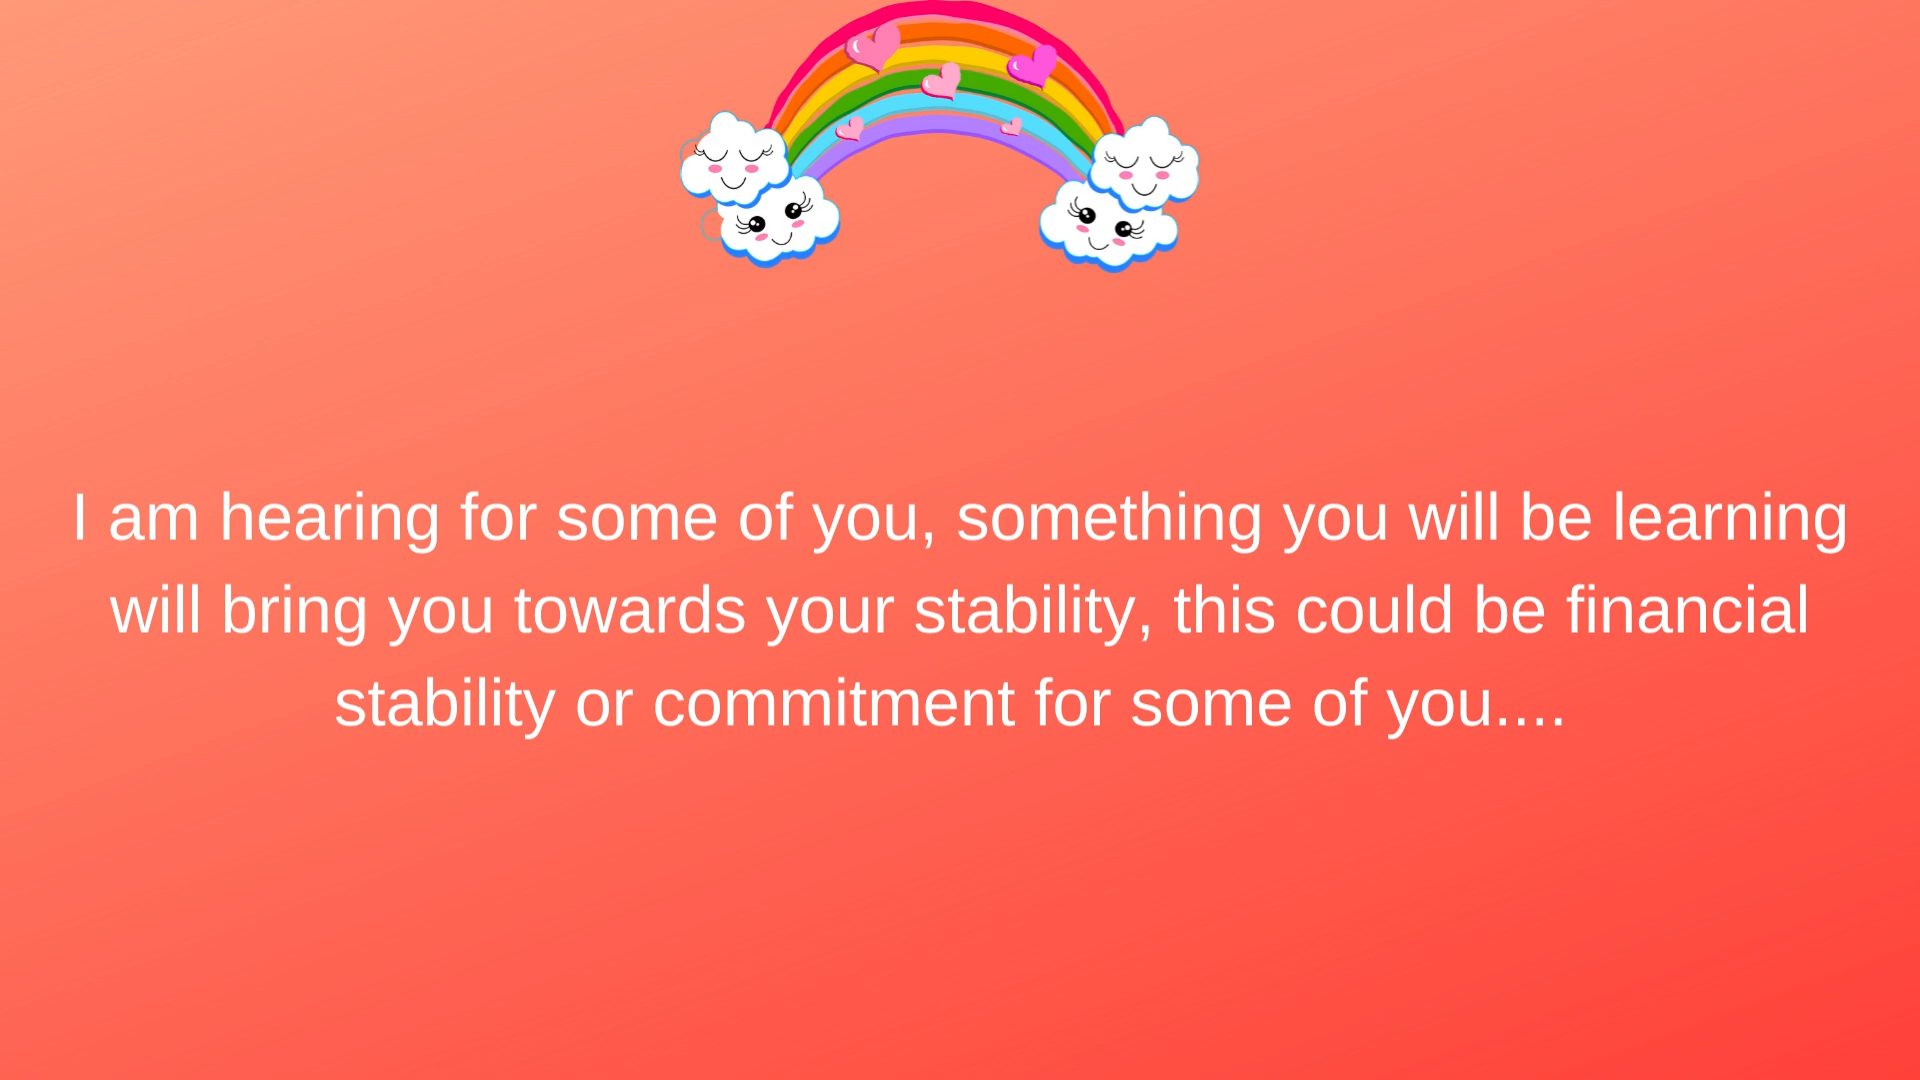 I am hearing for some of you, something you will be learning
will bring you towards your stability, this could be financial
stability or commitment for some of you....